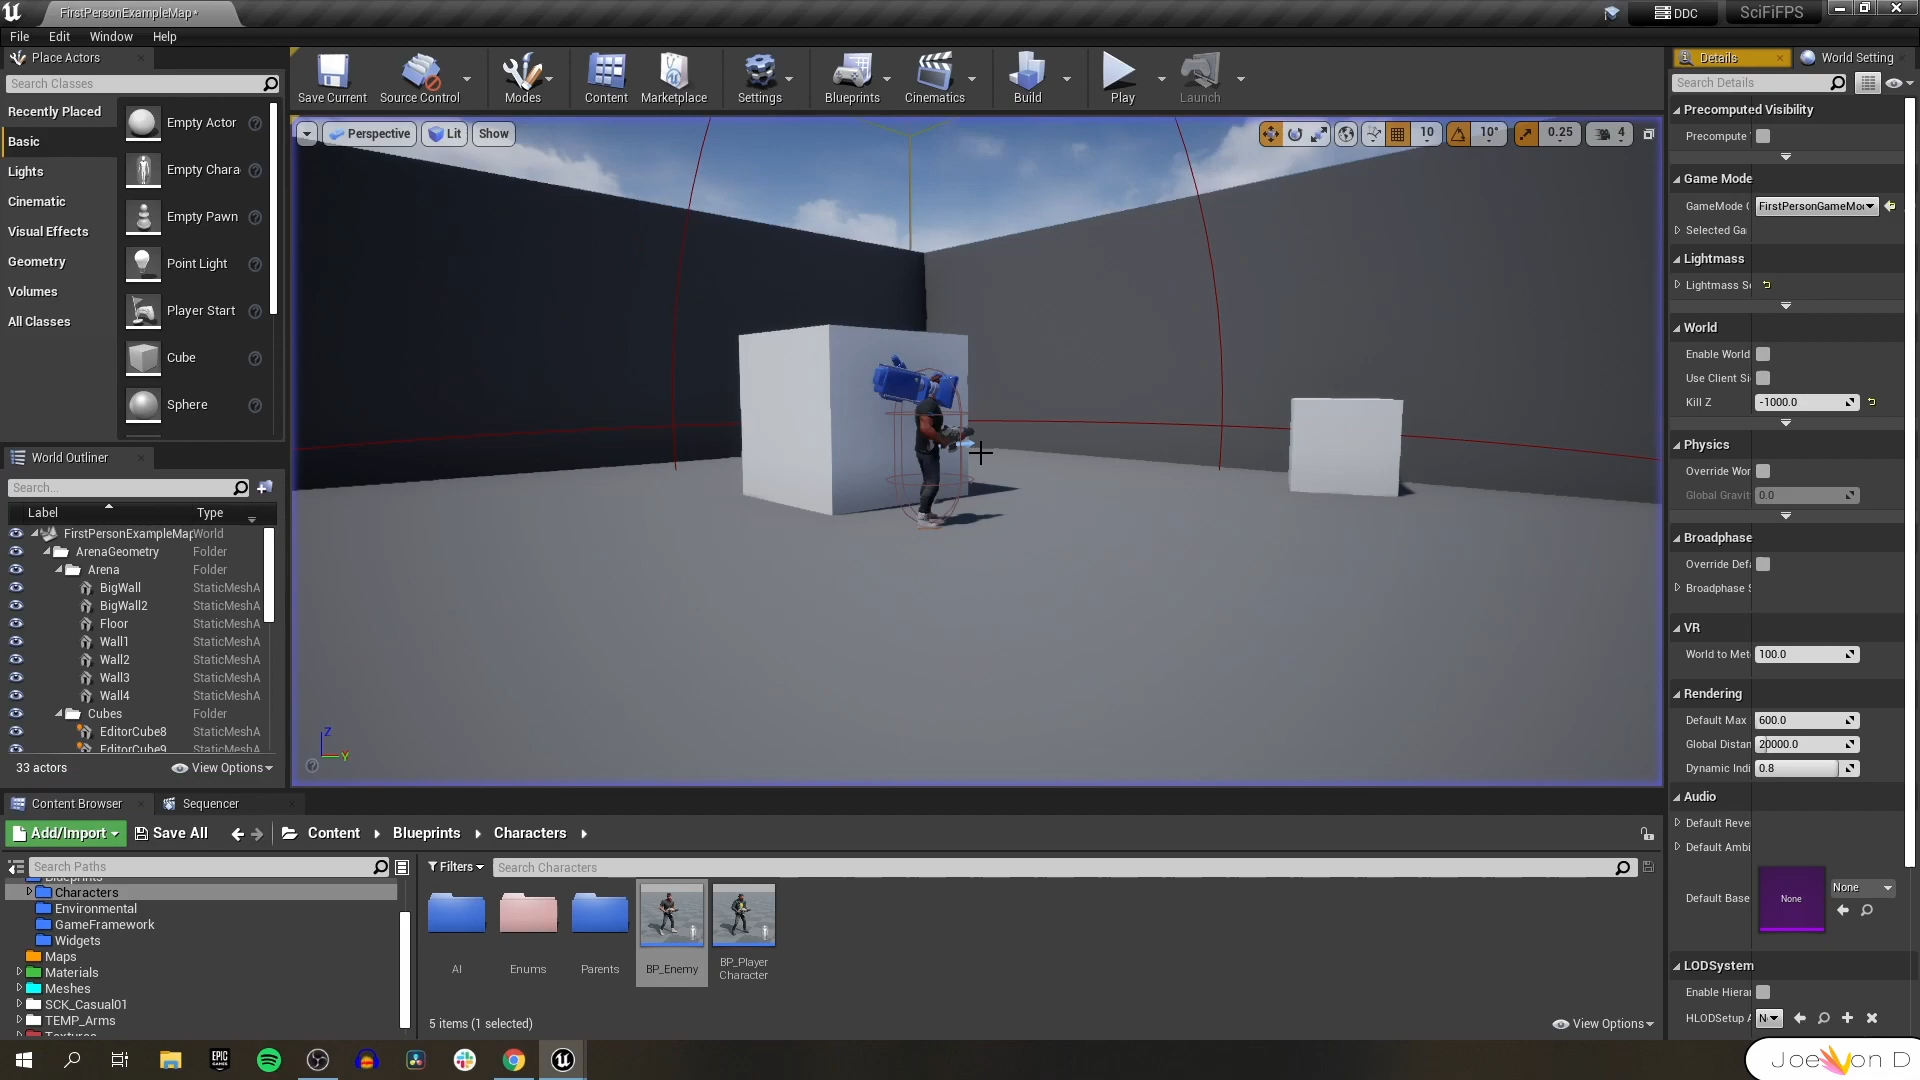 FirstPersonExampleMap*
DDC
SciFiFPS
File
Edit
Window
Help
Place Actors
Search Classes
Recently Placed
Basic
Lights
Cinematic
Visual Effects
Geometry
Volumes
All Classes
Empty Actor
Empty Chara
Empty Pawn
Point Light
Player Start
Cube
Sphere
Save Current
Source Control
Modes
Content
Marketplace
Settings
Blueprints
Cinematics
Build
Play
Launch
Perspective
Lit
Show
10
10°
0.25
4
Z
Y
World Outliner
Search...
Label
Type
FirstPersonExampleMap
World
ArenaGeometry
Folder
Arena
Folder
BigWall
StaticMeshA
BigWall2
StaticMeshA
Floor
StaticMeshA
Wall1
StaticMeshA
Wall2
StaticMeshA
Wall3
StaticMeshA
Wall4
StaticMeshA
Cubes
Folder
EditorCube8
StaticMeshA
EditorCube9
StaticMeshA
33 actors
View Options
Details
World Setting
Search Details
Precomputed Visibility
Precompute
Game Mode
GameMode
FirstPersonGameMo
Selected Ga
Lightmass
Lightmass Se
World
Enable World
Use Client Si
Kill Z
-1000.0
Physics
Override Wor
Global Gravit
0.0
Broadphase
Override Defa
Broadphase S
VR
World to Met
100.0
Rendering
Default Max
600.0
Global Distan
20000.0
Dynamic Indi
0.8
Audio
Default Reve
Default Ambi
Default Base
None
None
LODSystem
Enable Hierar
HLODSetup A
N
Content Browser
Sequencer
Add/Import
Save All
Content
Blueprints
Characters
Search Paths
Filters
Search Characters
Blueprints
Characters
Environmental
GameFramework
Widgets
Maps
Materials
Meshes
SCK_Casual01
TEMP_Arms
Textures
AI
Enums
Parents
BP_Enemy
BP_Player
Character
5 items (1 selected)
View Options
EPIC
GAMES
Joe Von D